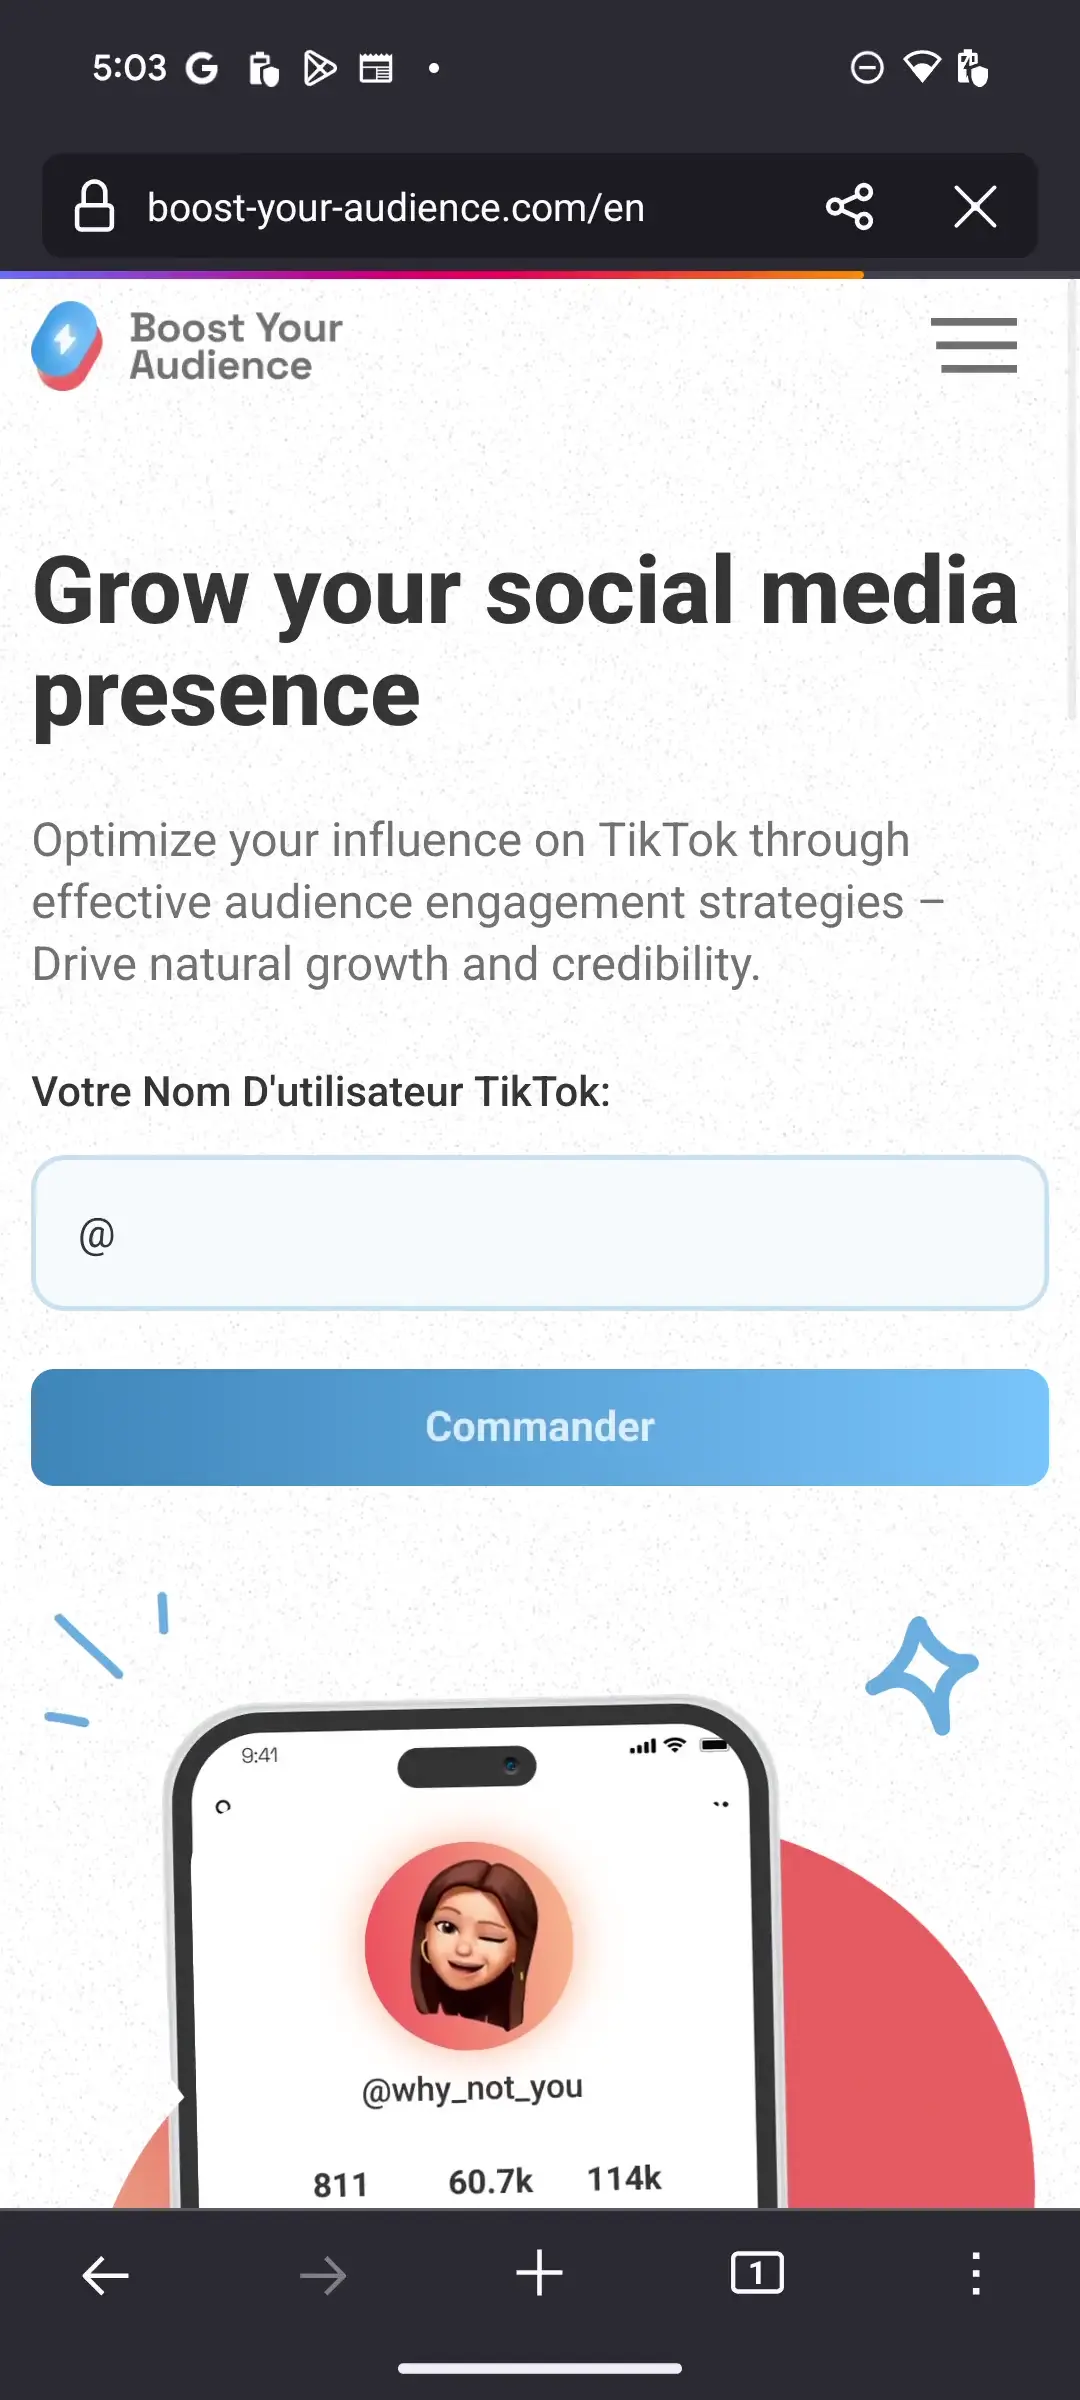 5:03
boost-your-audience.com/en
Boost Your
Audience
Grow your social media
presence
Optimize your influence on TikTok through
effective audience engagement strategies –
Drive natural growth and credibility.
Votre Nom D'utilisateur TikTok:
@
Commander
9:41
@why_not_you
811 60.7k 114k
1